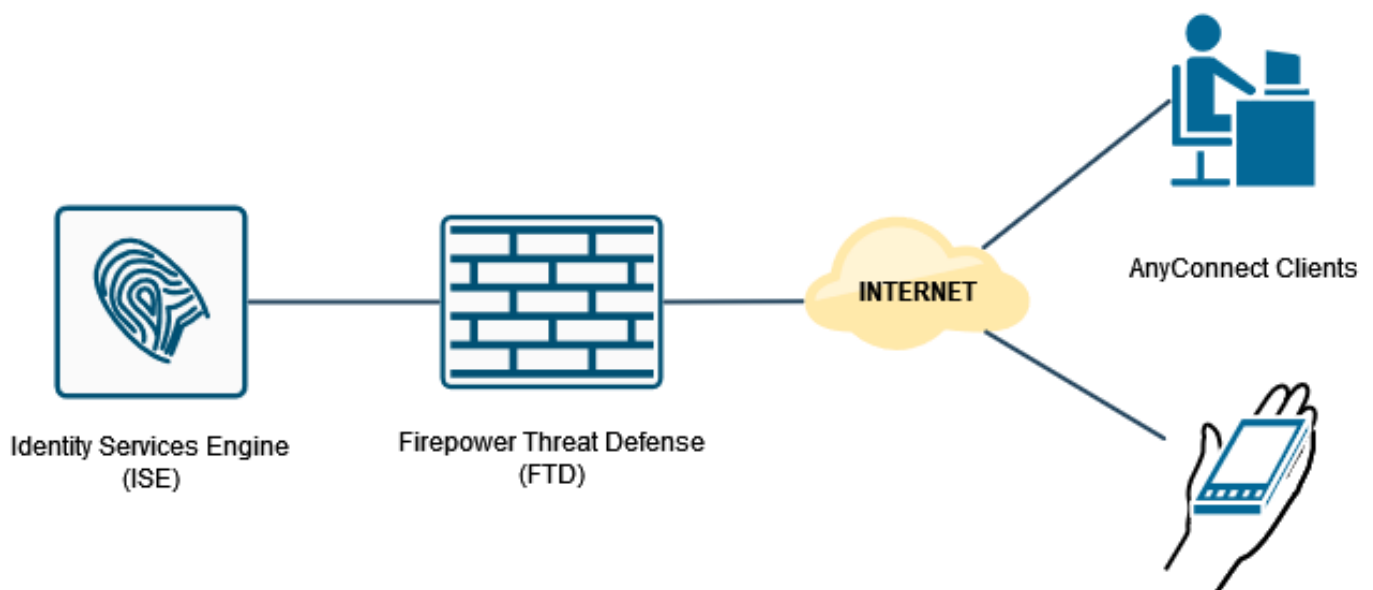 INTERNET
AnyConnect Clients
Identity Services Engine
(ISE)
Firepower Threat Defense
(FTD)